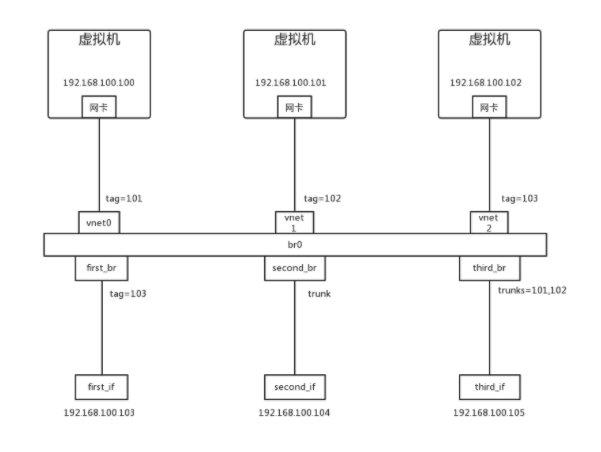 虚拟机
虚拟机
虚拟机
192.168.100.100
192.168.100.101
192.168.100.102
网卡
网卡
网卡
tag=101
tag=102
tag=103
vnet0
vnet
1
vnet
2
br0
first_br
second_br
third_br
tag=103
trunk
trunks=101,102
first_if
second_if
third_if
192.168.100.103
192.168.100.104
192.168.100.105